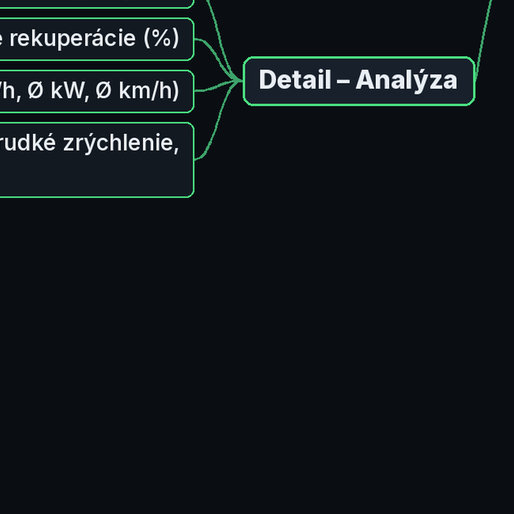 e rekuperácie (%)
Detail – Analýza
/h, Ø kW, Ø km/h)
rudké zrýchlenie,